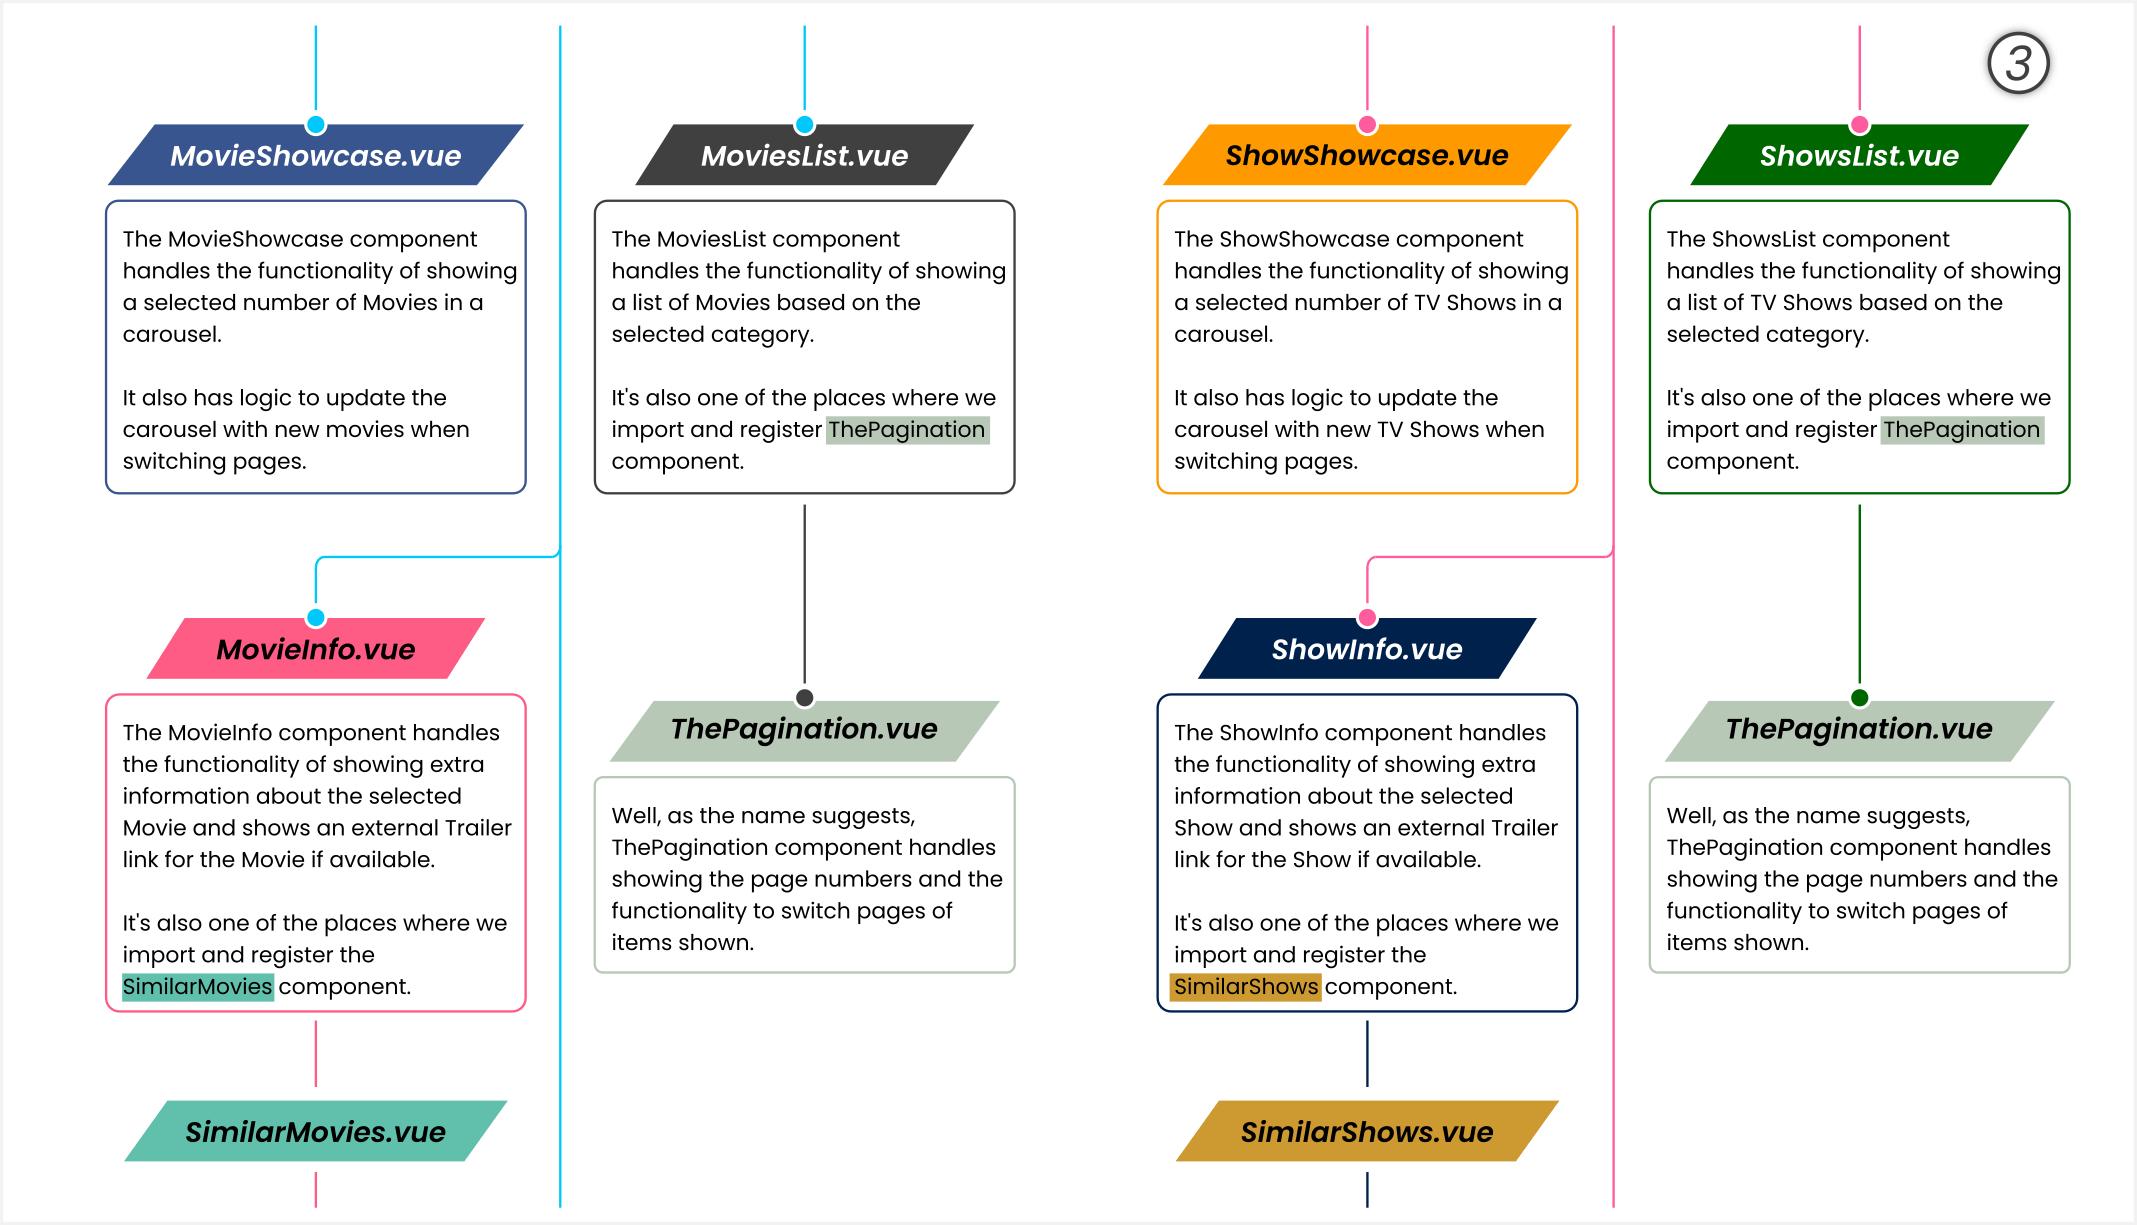 3
MovieShowcase.vue
The MovieShowcase component
handles the functionality of showing
a selected number of Movies in a
carousel.
It also has logic to update the
carousel with new movies when
switching pages.
MoviesList.vue
The MoviesList component
handles the functionality of showing
a list of Movies based on the
selected category.
It's also one of the places where we
import and register ThePagination
component.
ShowShowcase.vue
The ShowShowcase component
handles the functionality of showing
a selected number of TV Shows in a
carousel.
It also has logic to update the
carousel with new TV Shows when
switching pages.
ShowsList.vue
The ShowsList component
handles the functionality of showing
a list of TV Shows based on the
selected category.
It's also one of the places where we
import and register ThePagination
component.
MovieInfo.vue
The MovieInfo component handles
the functionality of showing extra
information about the selected
Movie and shows an external Trailer
link for the Movie if available.
It's also one of the places where we
import and register the
SimilarMovies component.
ThePagination.vue
Well, as the name suggests,
ThePagination component handles
showing the page numbers and the
functionality to switch pages of
items shown.
ShowInfo.vue
The ShowInfo component handles
the functionality of showing extra
information about the selected
Show and shows an external Trailer
link for the Show if available.
It's also one of the places where we
import and register the
SimilarShows component.
ThePagination.vue
Well, as the name suggests,
ThePagination component handles
showing the page numbers and the
functionality to switch pages of
items shown.
SimilarMovies.vue
SimilarShows.vue